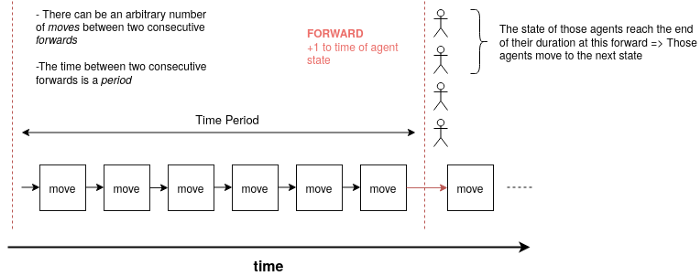 - There can be an arbitrary number
of moves between two consecutive
forwards
-The time between two consecutive
forwards is a period
FORWARD
+1 to time of agent
state
The state of those agents reach the end
of their duration at this forward => Those
agents move to the next state
Time Period
move
move
move
move
move
move
move
time